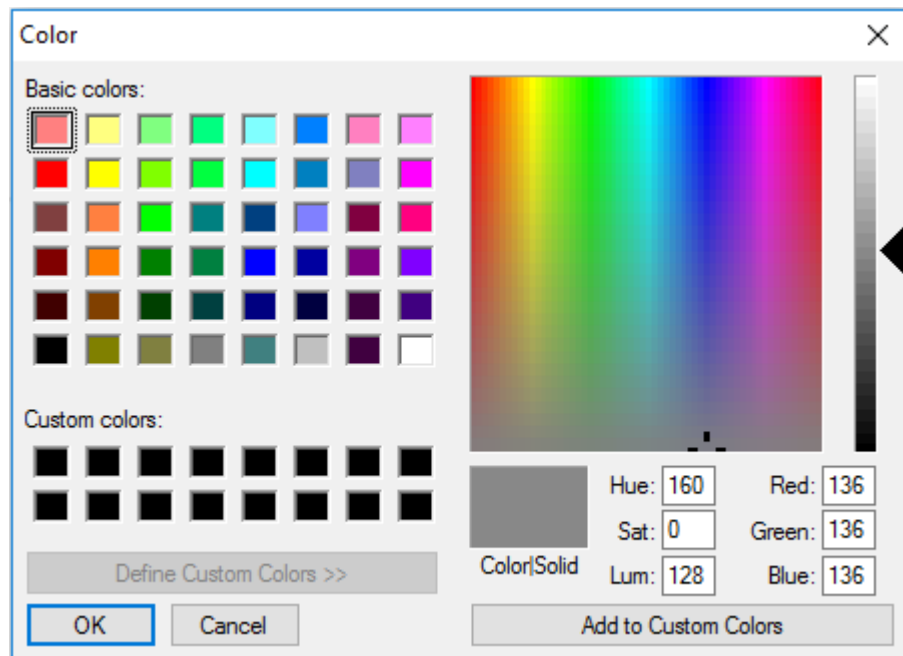 Color
Basic colors:
Custom colors:
Define Custom Colors >>
OK Cancel
Color|Solid
Hue: 160 Red: 136
Sat: 0 Green: 136
Lum: 128 Blue: 136
Add to Custom Colors